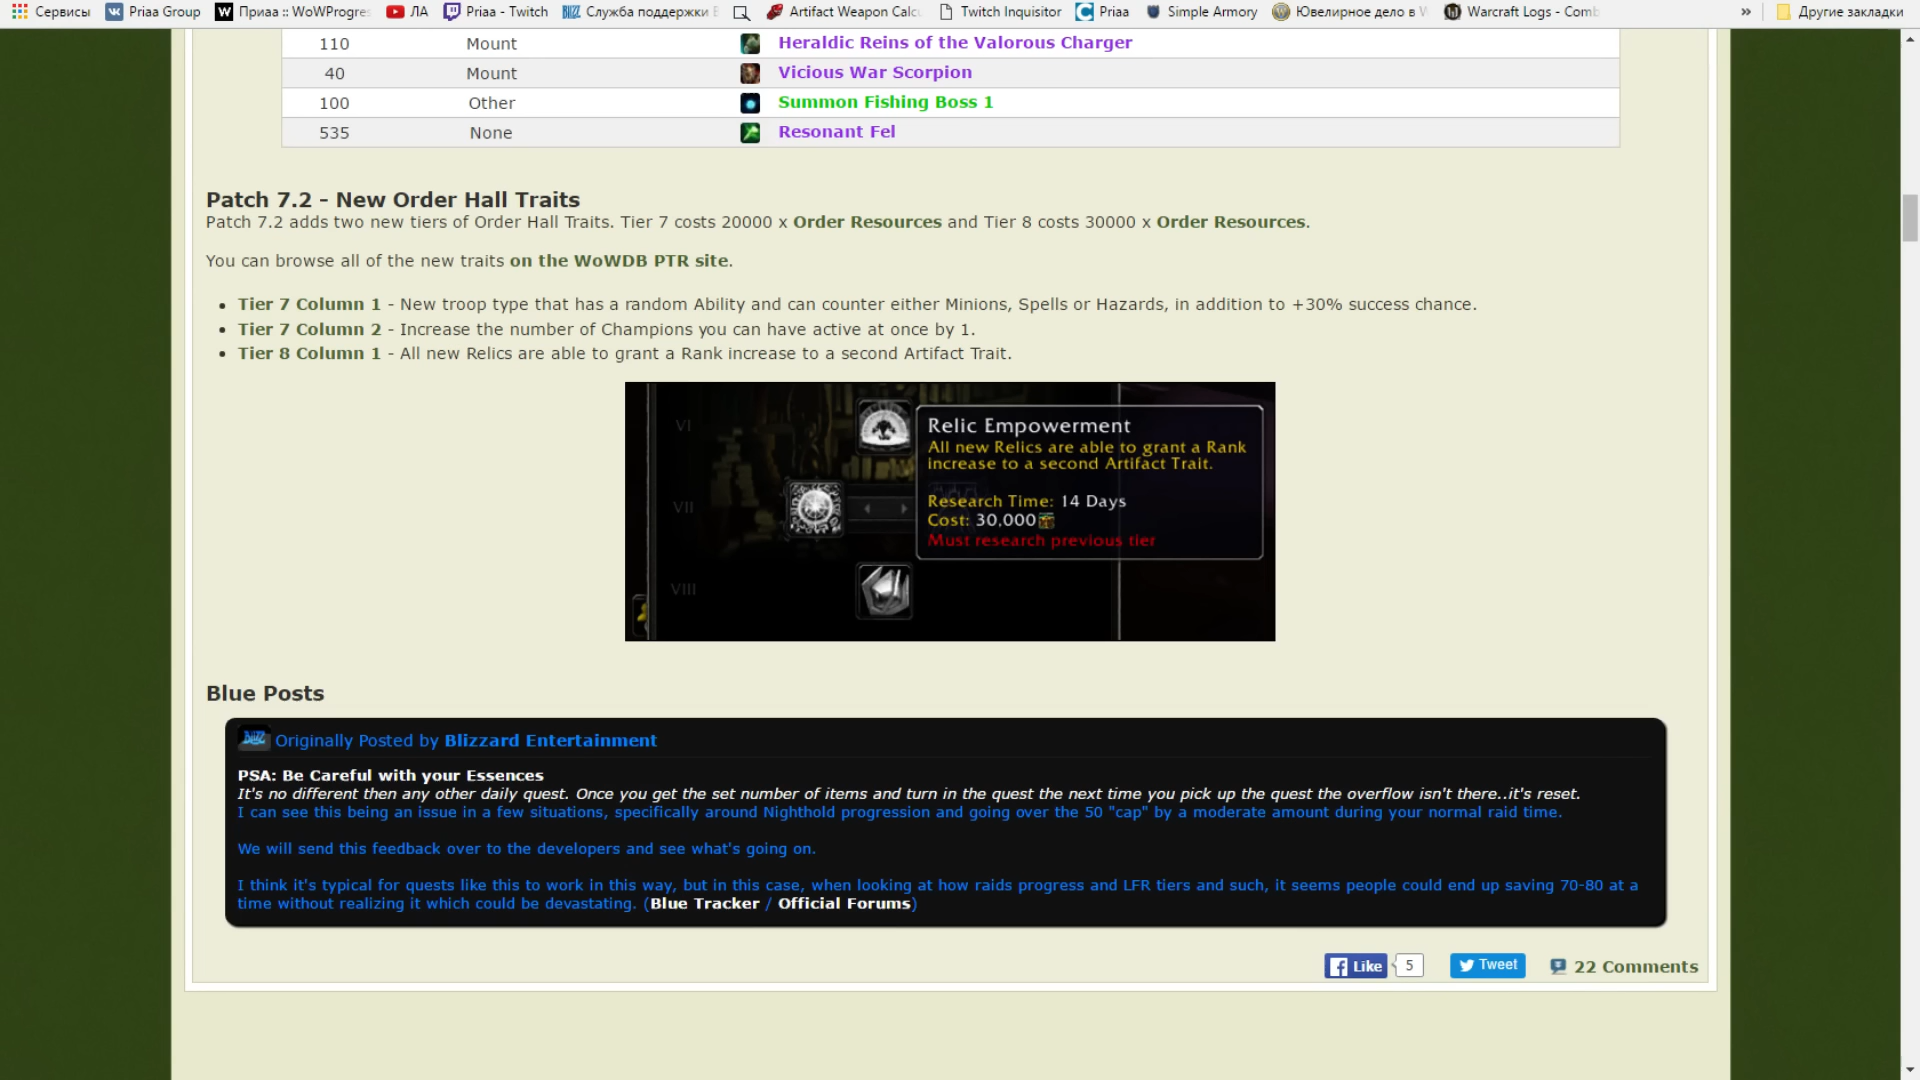 Сервисы Priaa Group Приаа :: WoWProgres ЛА Priaa - Twitch Служба поддержки Artifact Weapon Calc Twitch Inquisitor Priaa Simple Armory Ювелирное дело в Warcraft Logs - Comb » Другие закладки
110 Mount Heraldic Reins of the Valorous Charger
40 Mount Vicious War Scorpion
100 Other Summon Fishing Boss 1
535 None Resonant Fel
Patch 7.2 - New Order Hall Traits
Patch 7.2 adds two new tiers of Order Hall Traits. Tier 7 costs 20000 x Order Resources and Tier 8 costs 30000 x Order Resources.
You can browse all of the new traits on the WoWDB PTR site.
Tier 7 Column 1 - New troop type that has a random Ability and can counter either Minions, Spells or Hazards, in addition to +30% success chance.
Tier 7 Column 2 - Increase the number of Champions you can have active at once by 1.
Tier 8 Column 1 - All new Relics are able to grant a Rank increase to a second Artifact Trait.
VI
VII
VIII
Relic Empowerment
All new Relics are able to grant a Rank
increase to a second Artifact Trait.
Research Time: 14 Days
Cost: 30,000
Must research previous tier
Blue Posts
Originally Posted by Blizzard Entertainment
PSA: Be Careful with your Essences
It's no different then any other daily quest. Once you get the set number of items and turn in the quest the next time you pick up the quest the overflow isn't there..it's reset.
I can see this being an issue in a few situations, specifically around Nighthold progression and going over the 50 "cap" by a moderate amount during your normal raid time.
We will send this feedback over to the developers and see what's going on.
I think it's typical for quests like this to work in this way, but in this case, when looking at how raids progress and LFR tiers and such, it seems people could end up saving 70-80 at a
time without realizing it which could be devastating. (Blue Tracker / Official Forums)
Like 5 Tweet 22 Comments